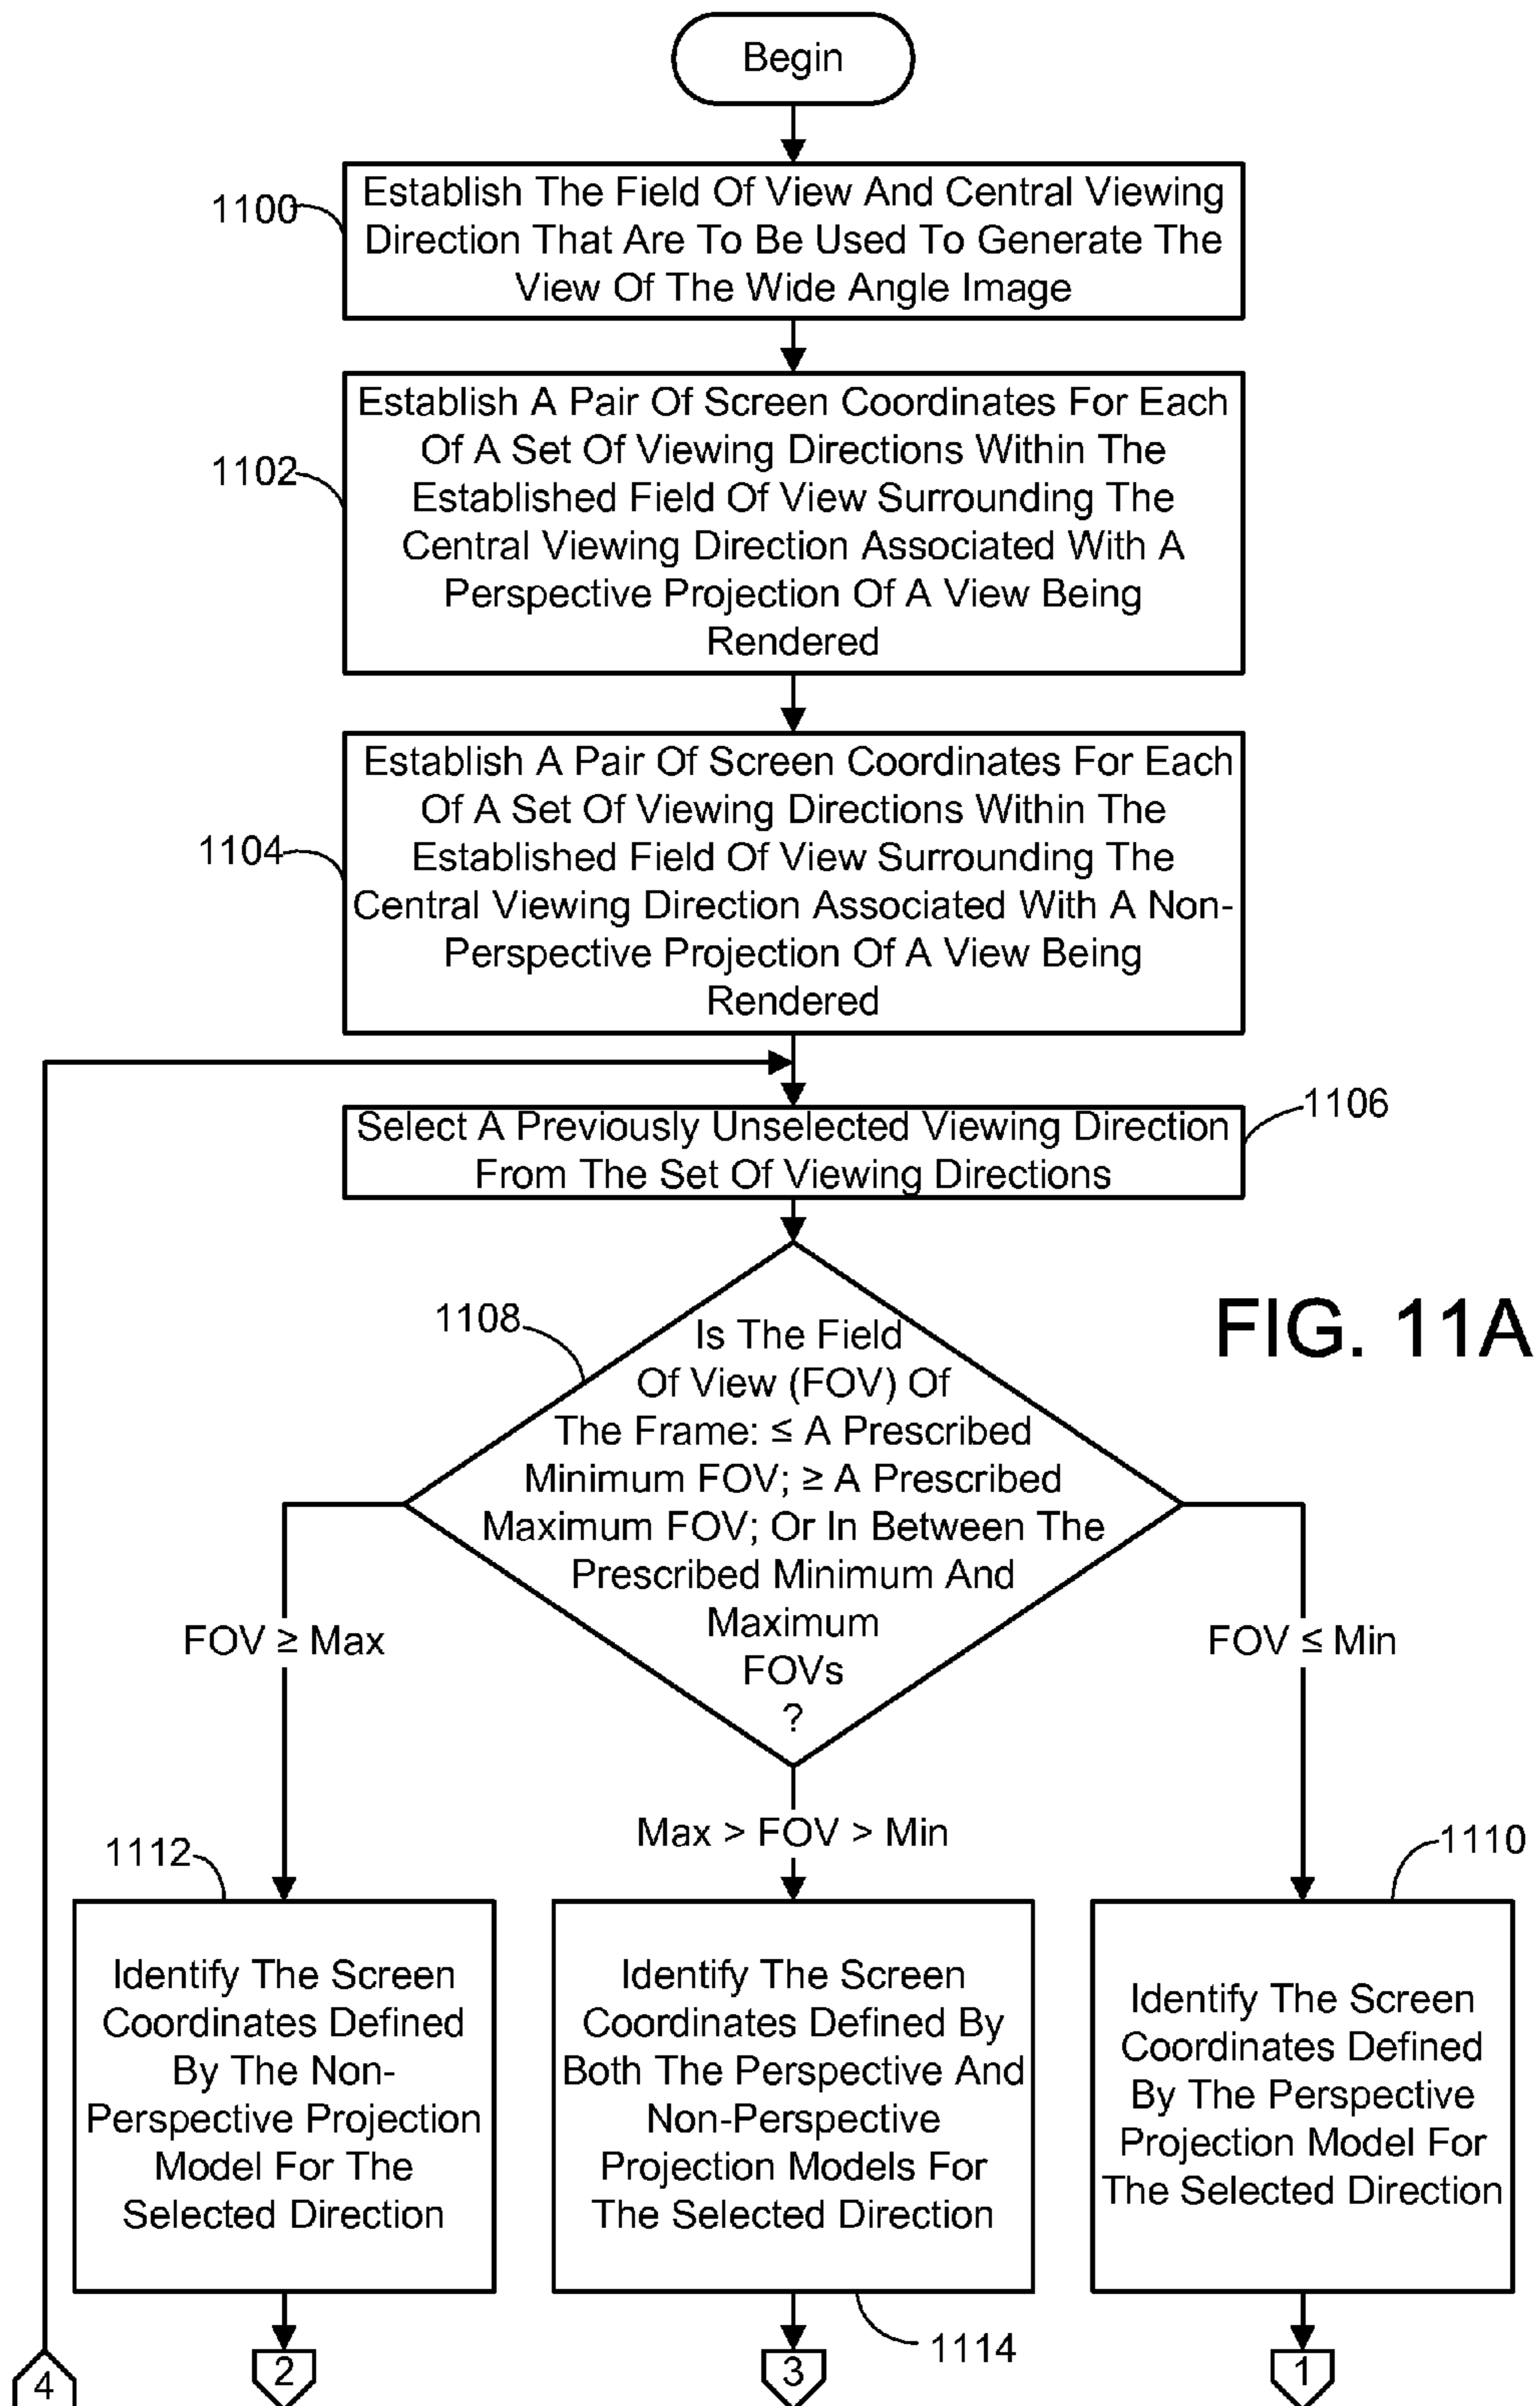 Begin
1100
Establish The Field Of View And Central Viewing
Direction That Are To Be Used To Generate The
View Of The Wide Angle Image
1102
Establish A Pair Of Screen Coordinates For Each
Of A Set Of Viewing Directions Within The
Established Field Of View Surrounding The
Central Viewing Direction Associated With A
Perspective Projection Of A View Being
Rendered
1104
Establish A Pair Of Screen Coordinates For Each
Of A Set Of Viewing Directions Within The
Established Field Of View Surrounding The
Central Viewing Direction Associated With A Non-
Perspective Projection Of A View Being
Rendered
1106
Select A Previously Unselected Viewing Direction
From The Set Of Viewing Directions
FIG. 11A
1108
Is The Field
Of View (FOV) Of
The Frame: ≤ A Prescribed
Minimum FOV; ≥ A Prescribed
Maximum FOV; Or In Between The
Prescribed Minimum And
Maximum
FOVs
?
FOV ≥ Max
Max > FOV > Min
FOV ≤ Min
1112
Identify The Screen
Coordinates Defined
By The Non-
Perspective Projection
Model For The
Selected Direction
Identify The Screen
Coordinates Defined By
Both The Perspective And
Non-Perspective
Projection Models For
The Selected Direction
1114
1110
Identify The Screen
Coordinates Defined
By The Perspective
Projection Model For
The Selected Direction
4
2
3
1